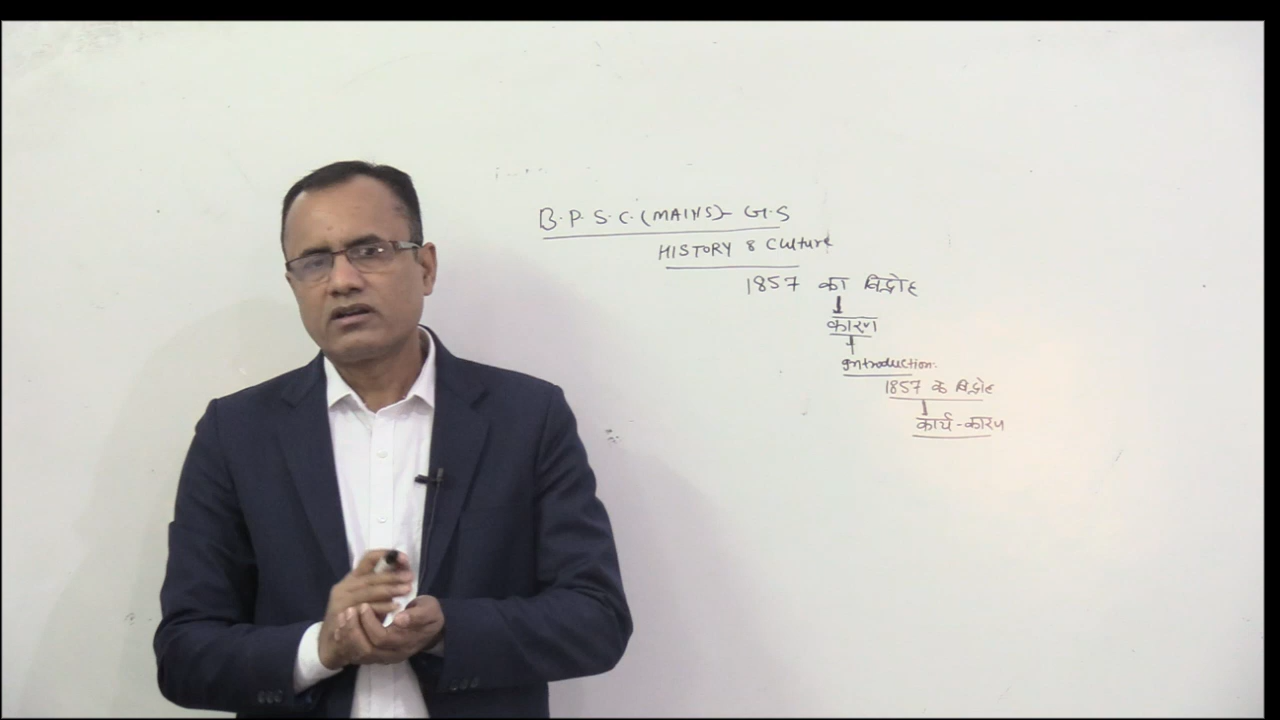 B.P.S.C.(MAINS)- G.S
HISTORY & Culture
1857 का विद्रोह
कारण
Introduction.
1857 के विद्रोह
कार्य-कारण